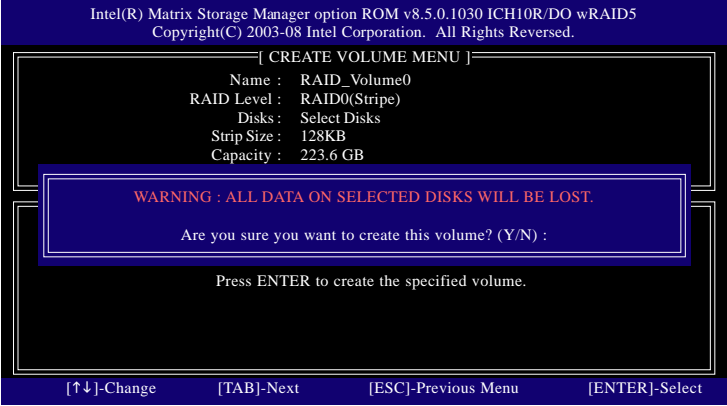 Intel(R) Matrix Storage Manager option ROM v8.5.0.1030 ICH10R/DO wRAID5
Copyright(C) 2003-08 Intel Corporation.  All Rights Reversed.
[ CREATE VOLUME MENU ]
Name : RAID_Volume0
RAID Level : RAID0(Stripe)
Disks : Select Disks
Strip Size : 128KB
Capacity : 223.6 GB
WARNING : ALL DATA ON SELECTED DISKS WILL BE LOST.
Are you sure you want to create this volume? (Y/N) :
Press ENTER to create the specified volume.
[↑↓]-Change [TAB]-Next [ESC]-Previous Menu [ENTER]-Select